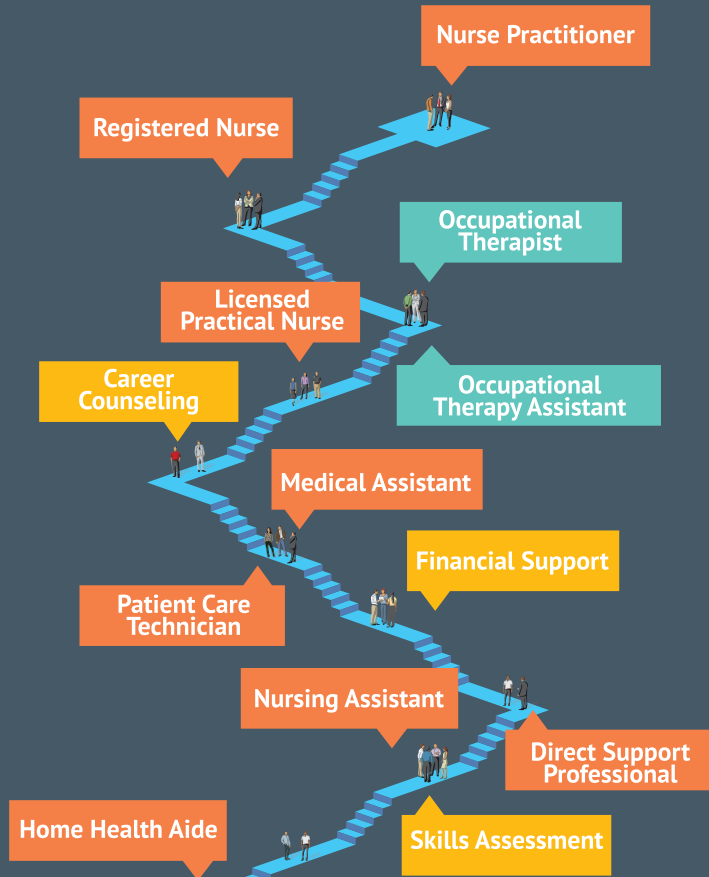 Nurse Practitioner
Registered Nurse
Occupational
Therapist
Licensed
Practical Nurse
Career
Counseling
Occupational
Therapy Assistant
Medical Assistant
Financial Support
Patient Care
Technician
Nursing Assistant
Direct Support
Professional
Home Health Aide
Skills Assessment